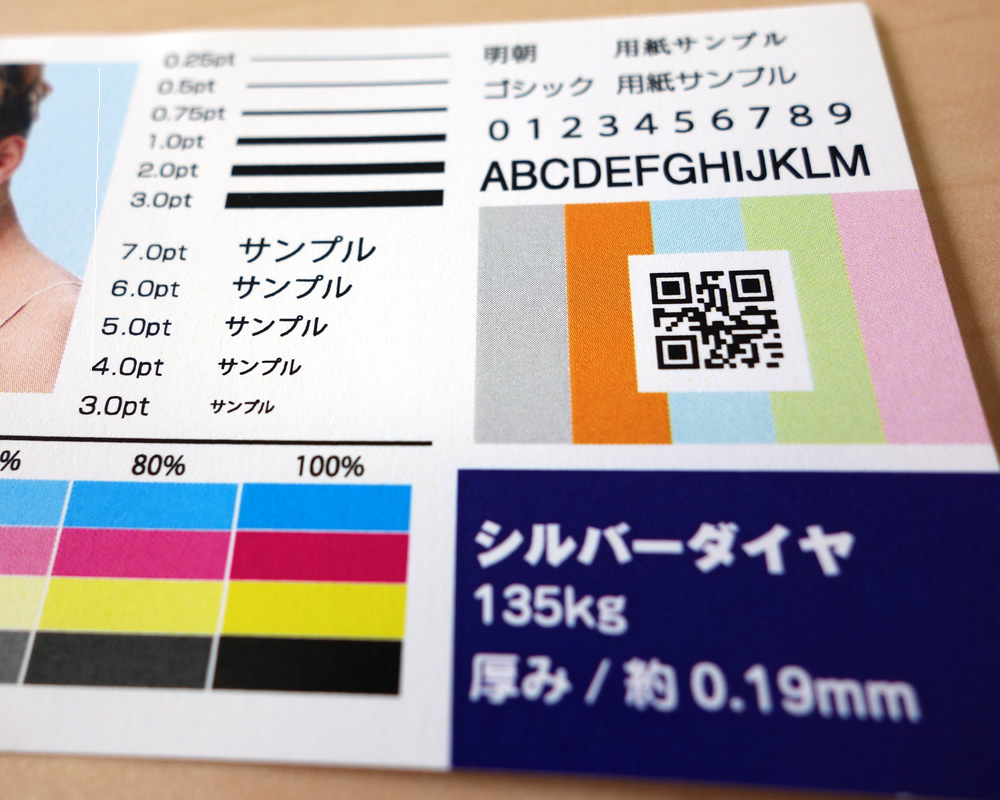 0.25pt
0.5pt
0.75pt
1.0pt
2.0pt
3.0pt
7.0pt サンプル
6.0pt サンプル
5.0pt サンプル
4.0pt サンプル
3.0pt サンプル
% 80% 100%
明朝 用紙サンプル
ゴシック 用紙サンプル
0 1 2 3 4 5 6 7 8 9
ABCDEFGHIJKLM
シルバーダイヤ
135kg
厚み / 約 0.19mm